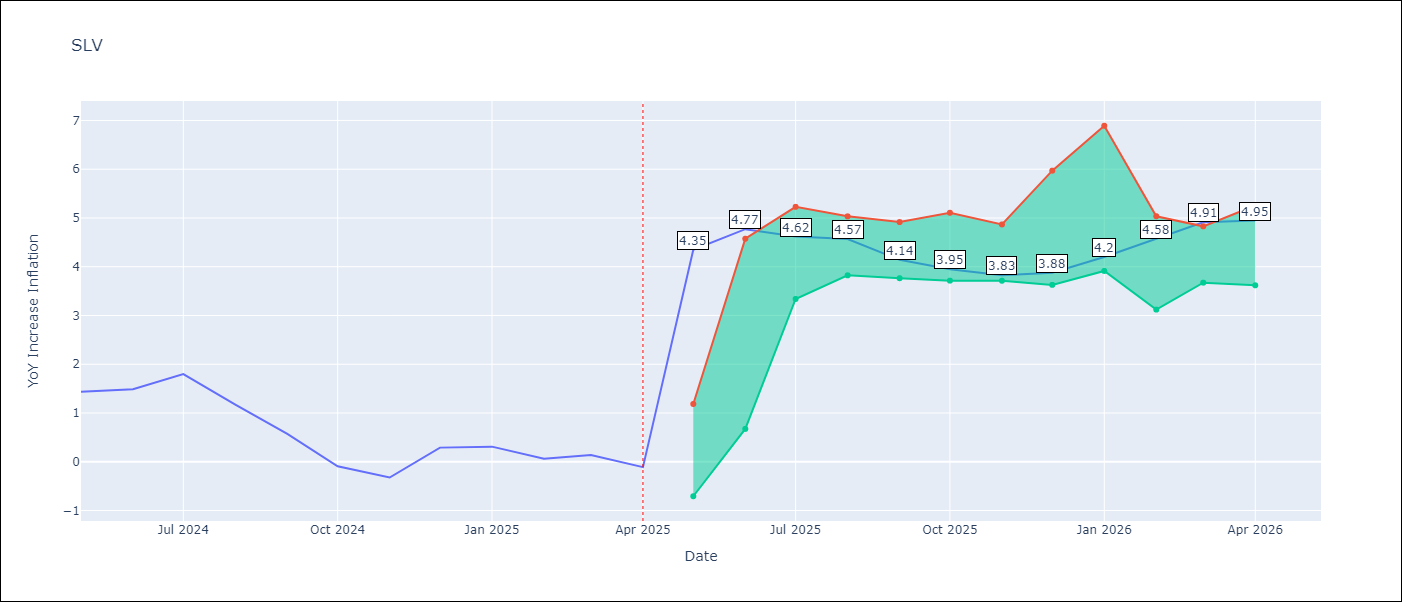 SLV
YoY Increase Inflation
7
6
5
4
3
2
1
0
−1
4.35
4.77
4.62
4.57
4.14
3.95
3.83
3.88
4.2
4.58
4.91
4.95
Jul 2024
Oct 2024
Jan 2025
Apr 2025
Jul 2025
Oct 2025
Jan 2026
Apr 2026
Date